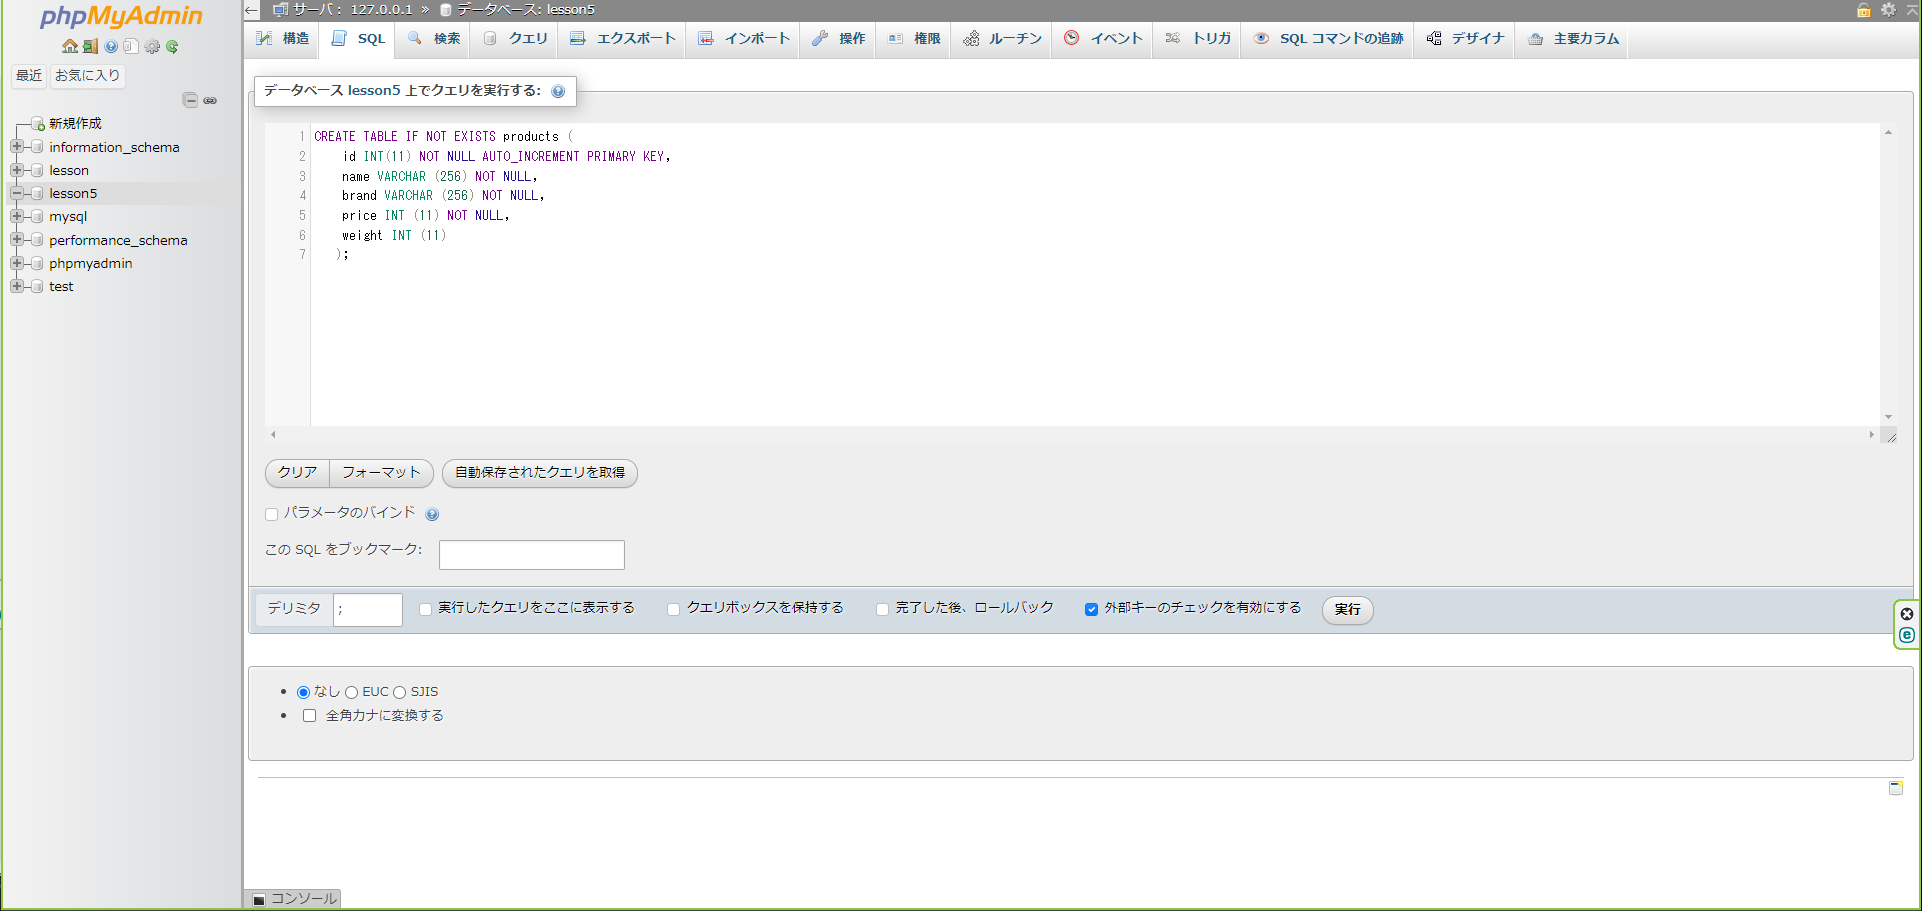 phpMyAdmin
最近 お気に入り
新規作成
information_schema
lesson
lesson5
mysql
performance_schema
phpmyadmin
test
サーバ: 127.0.0.1 » データベース: lesson5
構造 SQL 検索 クエリ エクスポート インポート 操作 権限 ルーチン イベント トリガ SQL コマンドの追跡 デザイナ 主要カラム
データベース lesson5 上でクエリを実行する:
1 CREATE TABLE IF NOT EXISTS products (
2 id INT(11) NOT NULL AUTO_INCREMENT PRIMARY KEY,
3 name VARCHAR (256) NOT NULL,
4 brand VARCHAR (256) NOT NULL,
5 price INT (11) NOT NULL,
6 weight INT (11)
7 );
クリア フォーマット 自動保存されたクエリを取得
パラメータのバインド
この SQL をブックマーク:
デリミタ ; 実行したクエリをここに表示する クエリボックスを保持する 完了した後、ロールバック 外部キーのチェックを有効にする 実行
なし EUC SJIS
全角カナに変換する
コンソール